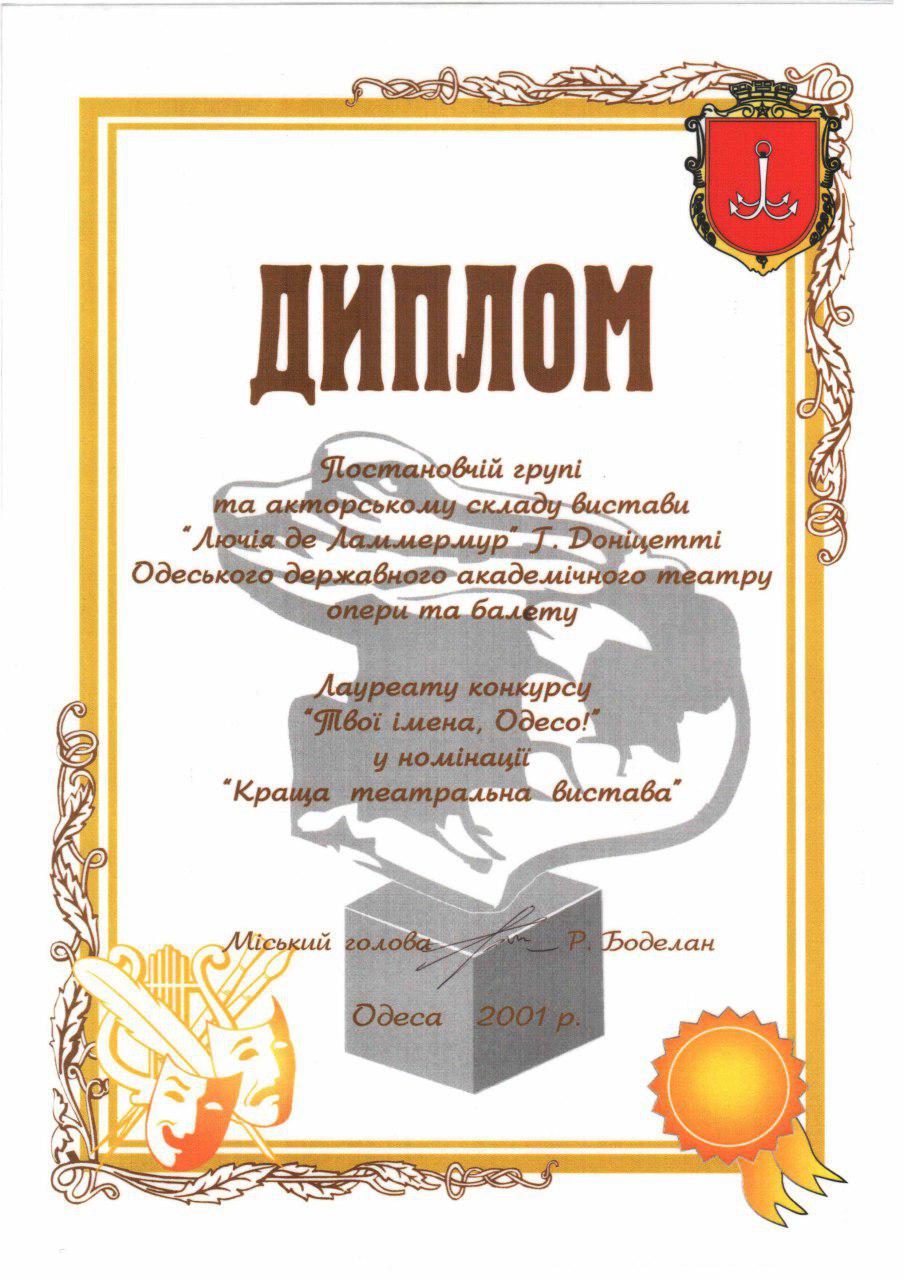 ДИПЛОМ
Постановчій групі
та акторському складу вистави
“Лючія де Ламмермур” Г. Доніцетті
Одеського державного академічного театру
опери та балету
Лауреату конкурсу
“Твої імена, Одесо!”
у номінації
“Краща театральна вистава”
Міський голова Р. Боделан
Одеса 2001 р.